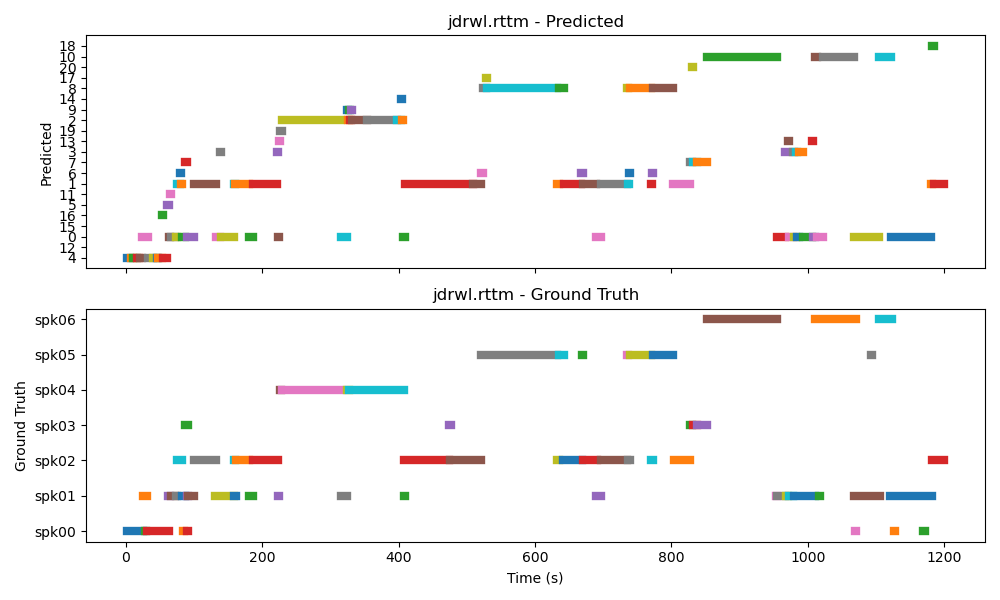 jdrwl.rttm - Predicted
Predicted
18
10
20
17
8
14
9
2
19
13
3
7
6
1
11
5
16
15
0
12
4
jdrwl.rttm - Ground Truth
Ground Truth
spk06
spk05
spk04
spk03
spk02
spk01
spk00
0 200 400 600 800 1000 1200
Time (s)